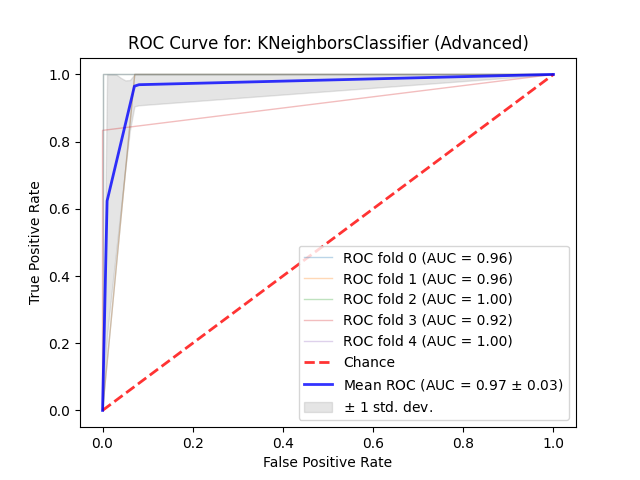 ROC Curve for: KNeighborsClassifier (Advanced)
1.0
0.8
0.6
0.4
0.2
0.0
True Positive Rate
ROC fold 0 (AUC = 0.96)
ROC fold 1 (AUC = 0.96)
ROC fold 2 (AUC = 1.00)
ROC fold 3 (AUC = 0.92)
ROC fold 4 (AUC = 1.00)
Chance
Mean ROC (AUC = 0.97 ± 0.03)
± 1 std. dev.
0.0 0.2 0.4 0.6 0.8 1.0
False Positive Rate